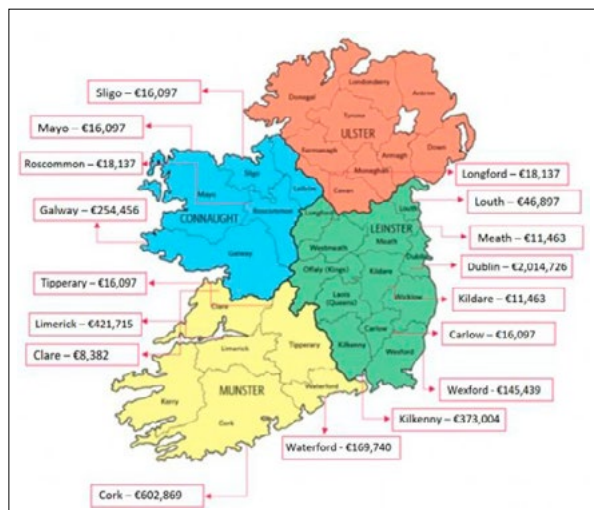 Sligo – €16,097
Mayo – €16,097
Roscommon – €18,137
Galway – €254,456
Tipperary – €16,097
Limerick – €421,715
Clare – €8,382
Cork – €602,869
Waterford - €169,740
Kilkenny – €373,004
Wexford - €145,439
Carlow – €16,097
Kildare – €11,463
Dublin – €2,014,726
Meath – €11,463
Louth – €46,897
Longford – €18,137
Donegal
Londonderry
Antrim
Tyrone
ULSTER
Fermanagh
Armagh
Down
Monaghan
Cavan
Sligo
Leitrim
Mayo
Roscommon
CONNAUGHT
Galway
Longford
Louth
LEINSTER
Meath
Westmeath
Dublin
Offaly (Kings)
Kildare
Laois
(Queens)
Wicklow
Carlow
Kilkenny
Wexford
Clare
Tipperary
Limerick
MUNSTER
Waterford
Kerry
Cork